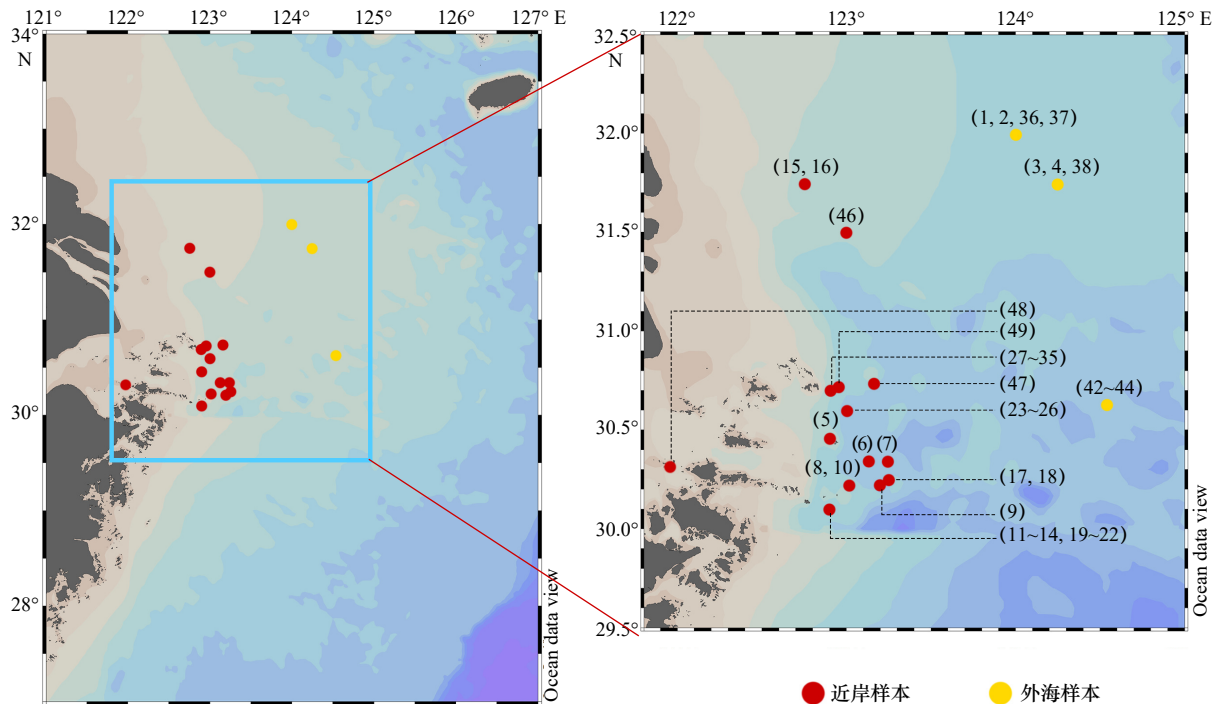 121° 122° 123° 124° 125° 127° E
34°
N
32°
30°
28°
Ocean data view
122° 123° 124° 125° E
32.5°
N
32.0°
31.5°
31.0°
30.5°
30.0°
29.5°
(1, 2, 36, 37)
(15, 16)
(3, 4, 38)
(46)
(48)
(49)
(27~35)
(47)
(42~44)
(23~26)
(5)
(6) (7)
(8, 10)
(17, 18)
(9)
(11~14, 19~22)
Ocean data view
近岸样本
外海样本